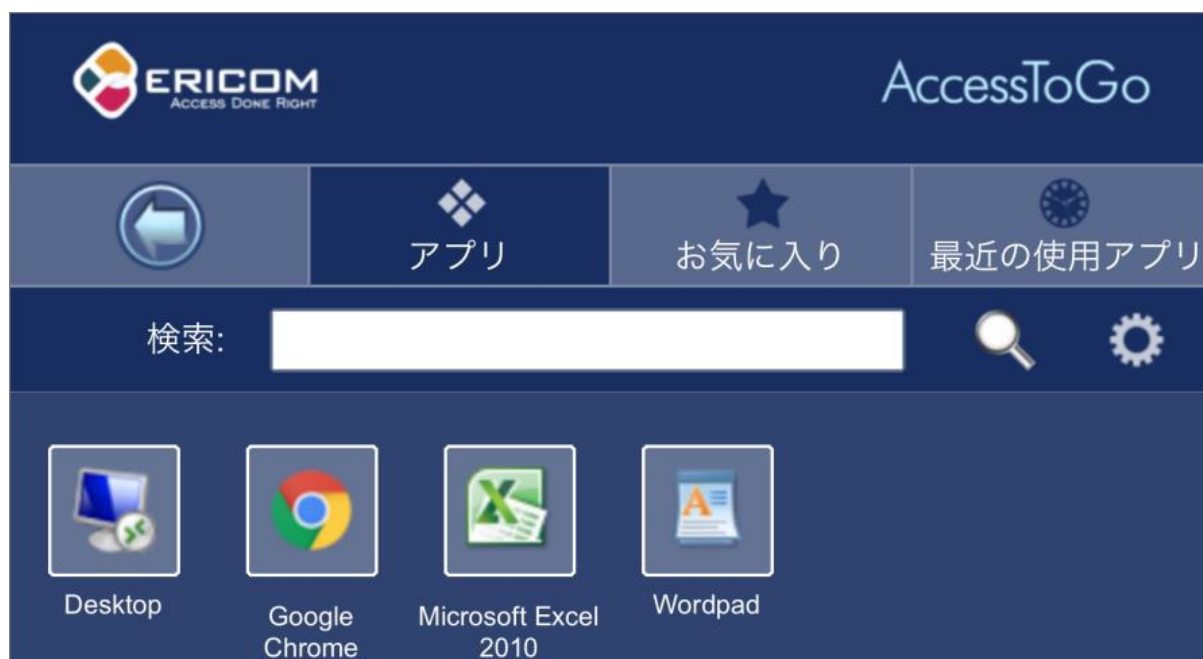 ERICOM
ACCESS DONE RIGHT
AccessToGo
アプリ
お気に入り
最近の使用アプリ
検索:
Desktop
Google
Chrome
Microsoft Excel
2010
Wordpad